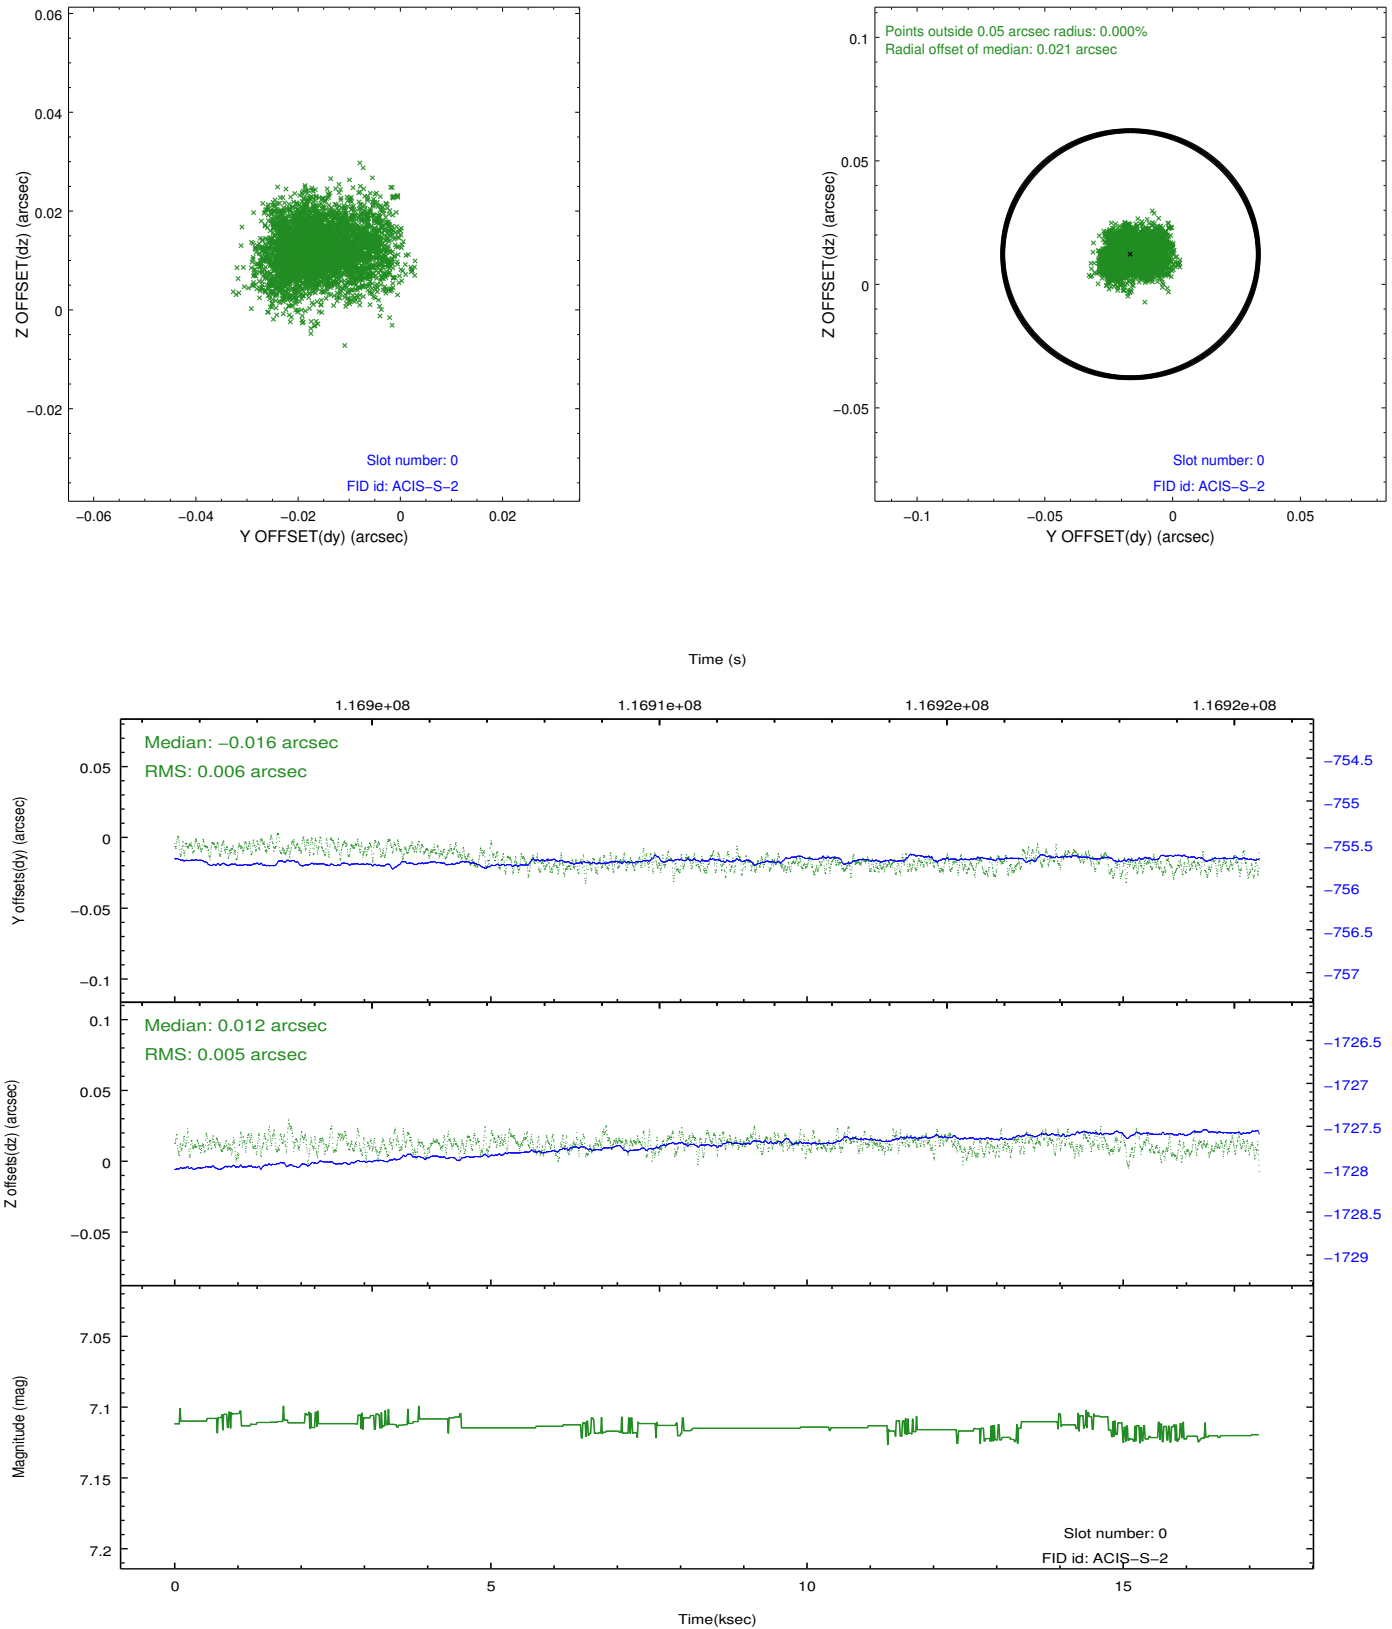 0.06
0.04
0.02
0
−0.02
Z OFFSET(dz) (arcsec)
Slot number: 0
FID id: ACIS−S−2
−0.06 −0.04 −0.02 0 0.02
Y OFFSET(dy) (arcsec)
Points outside 0.05 arcsec radius: 0.000%
Radial offset of median: 0.021 arcsec
0.1
0.05
0
−0.05
Z OFFSET(dz) (arcsec)
Slot number: 0
FID id: ACIS−S−2
−0.1 −0.05 0 0.05
Y OFFSET(dy) (arcsec)
Time (s)
1.169e+08 1.1691e+08 1.1692e+08 1.1692e+08
Median: −0.016 arcsec
RMS: 0.006 arcsec
0.05
0
−0.05
−0.1
Y offsets(dy) (arcsec)
−754.5
−755
−755.5
−756
−756.5
−757
Median: 0.012 arcsec
RMS: 0.005 arcsec
0.1
0.05
0
−0.05
Z offsets(dz) (arcsec)
−1726.5
−1727
−1727.5
−1728
−1728.5
−1729
7.05
7.1
7.15
7.2
Magnitude (mag)
Slot number: 0
FID id: ACIS−S−2
0 5 10 15
Time(ksec)